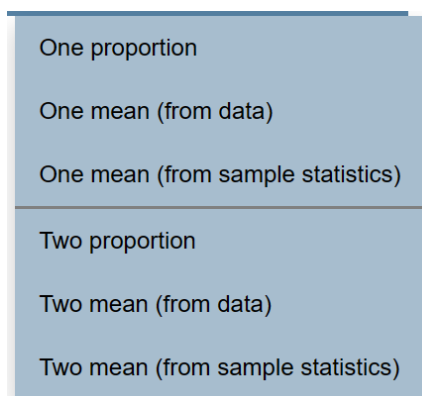 One proportion
One mean (from data)
One mean (from sample statistics)
Two proportion
Two mean (from data)
Two mean (from sample statistics)